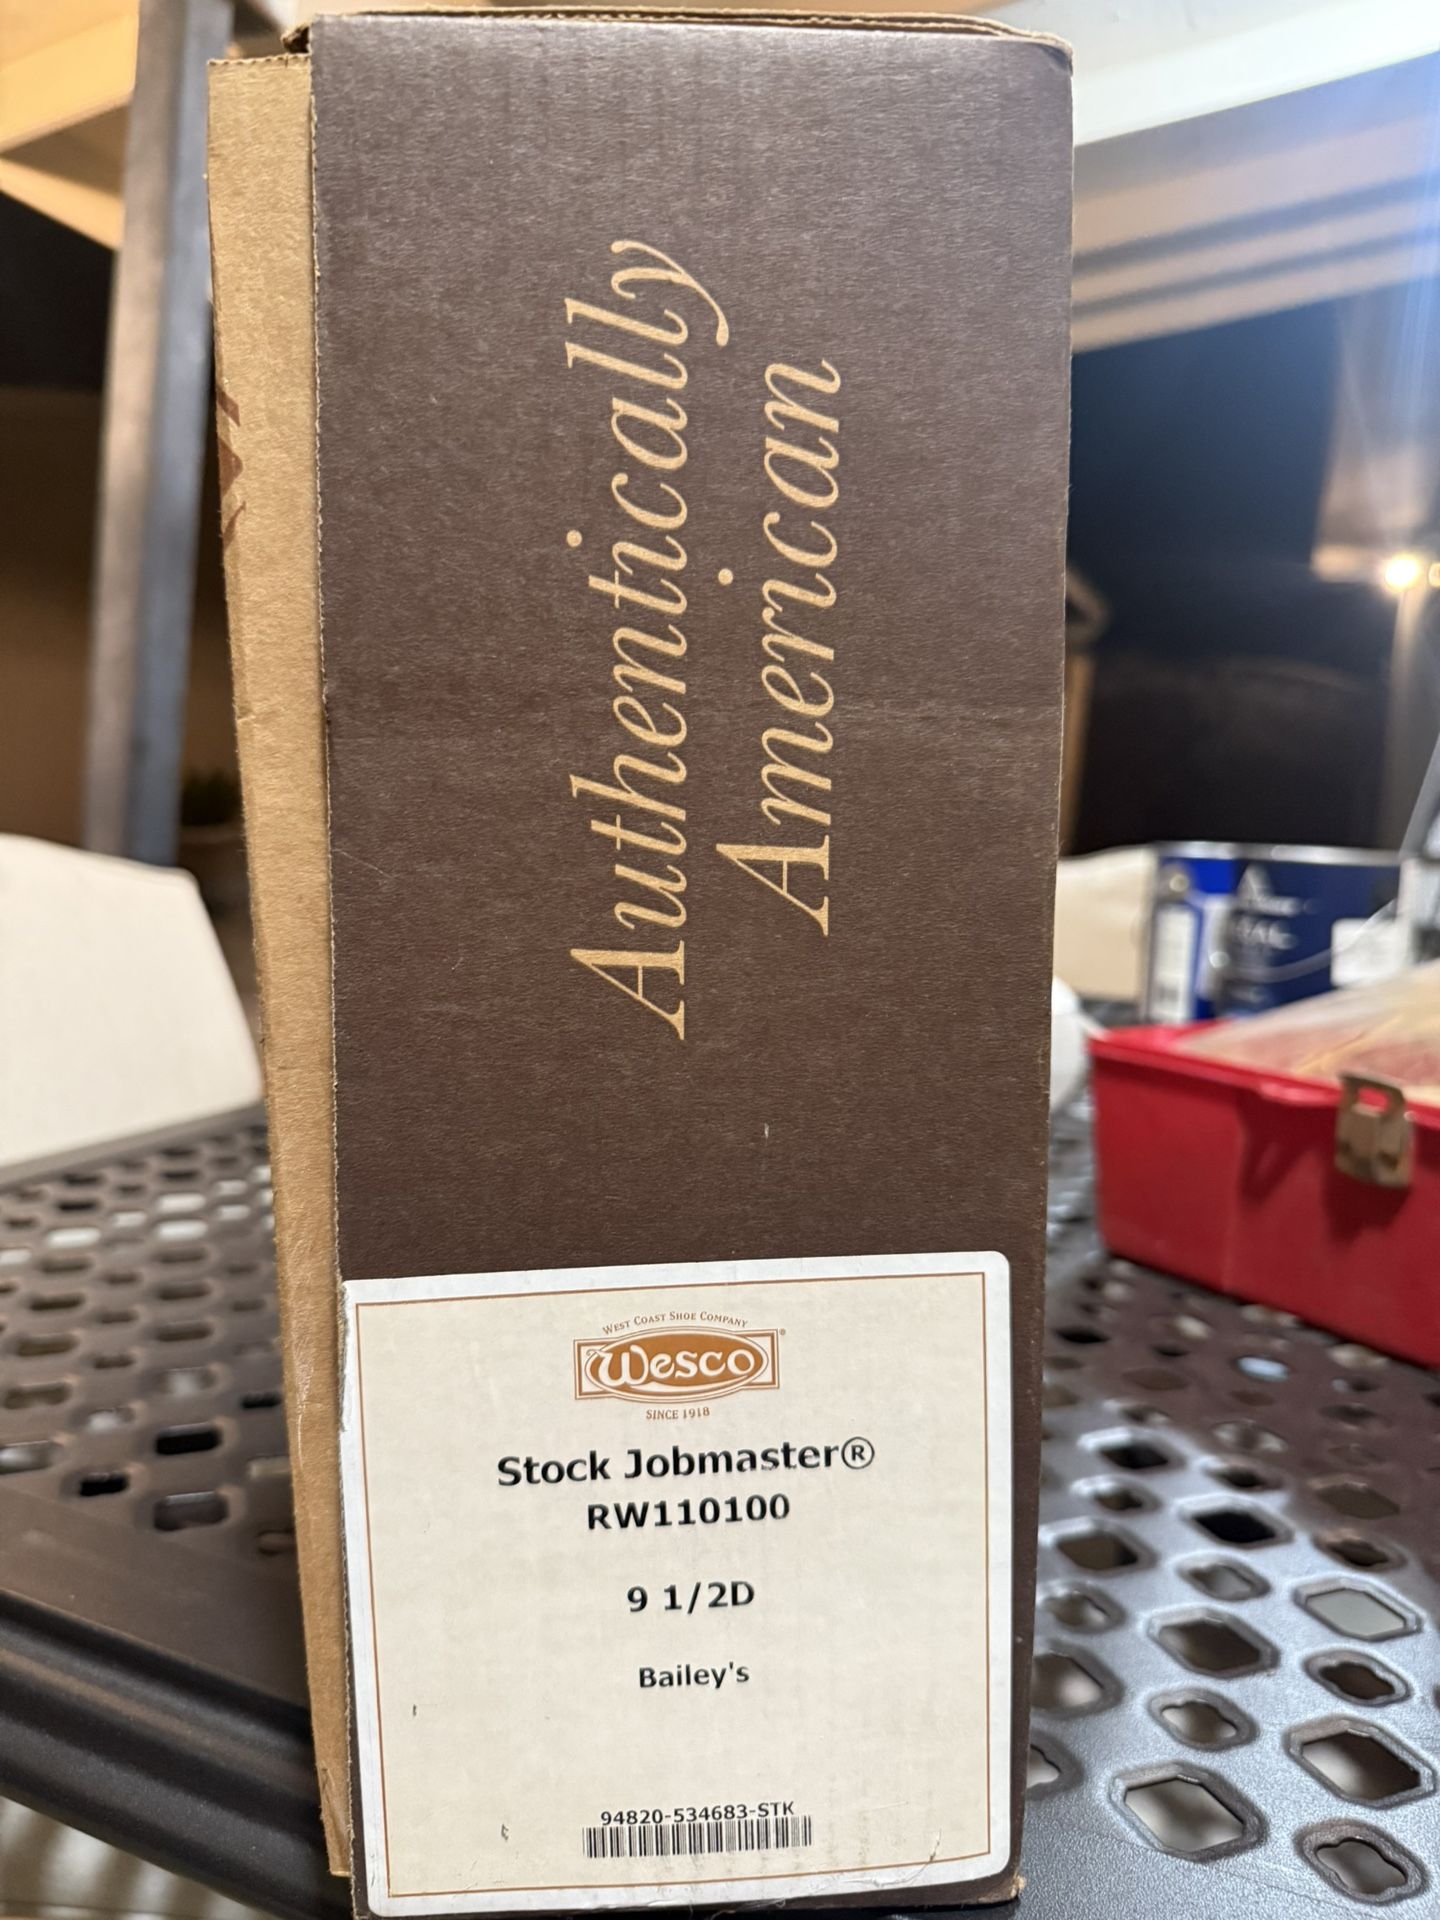 Authentically
American
WEST COAST SHOE COMPANY
Wesco®
SINCE 1918
Stock Jobmaster®
RW110100
9 1/2D
Bailey's
94820-534683-STK